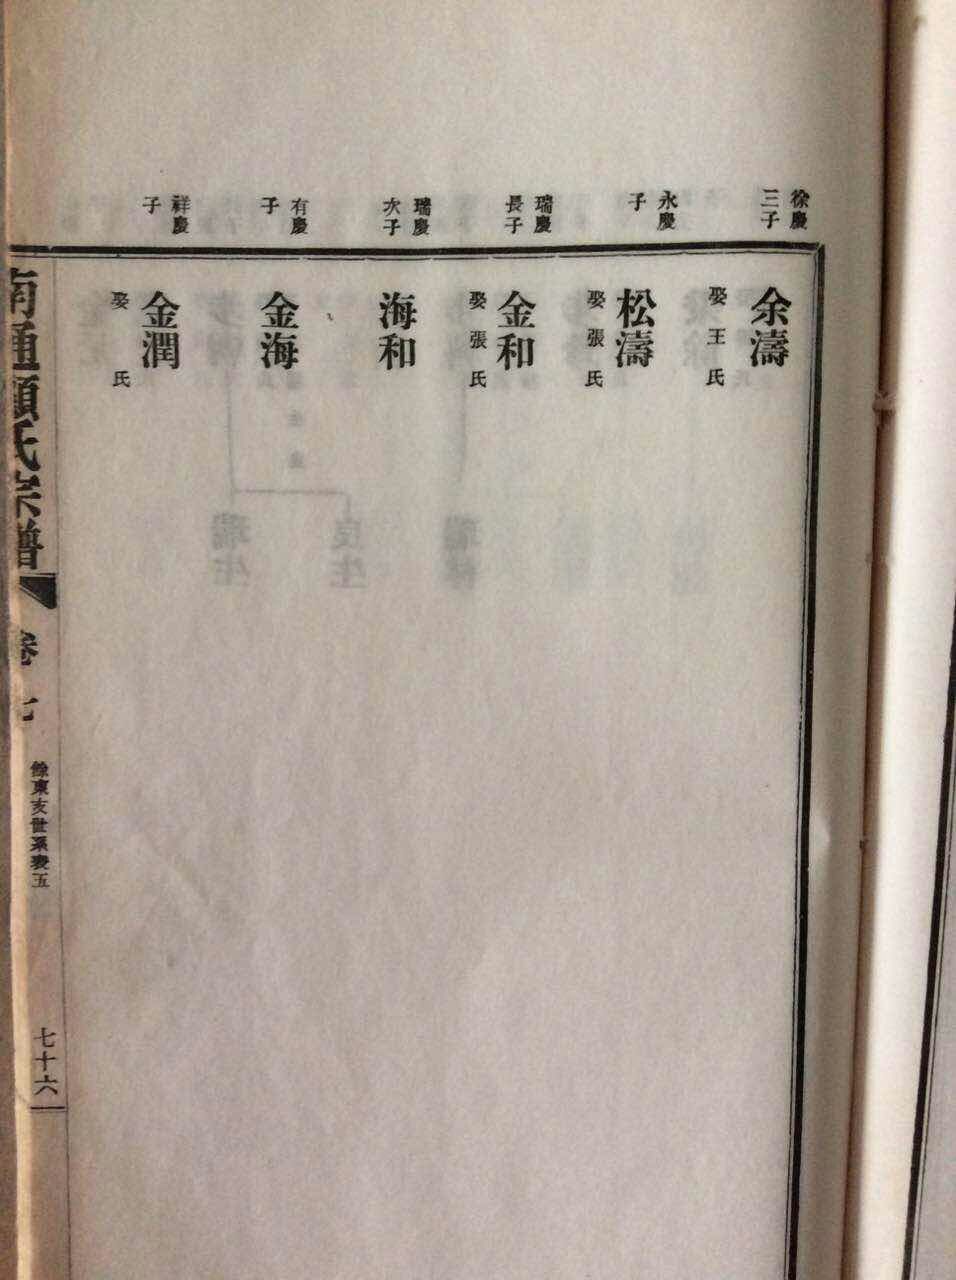 徐慶
三子
余濤
娶王氏
永慶
子
松濤
娶張氏
瑞慶
長子
金和
娶張氏
瑞慶
次子
海和
有慶
子
金海
祥慶
子
金潤
娶氏
南通顧氏宗譜
卷七
餘東支世系表五
七十六